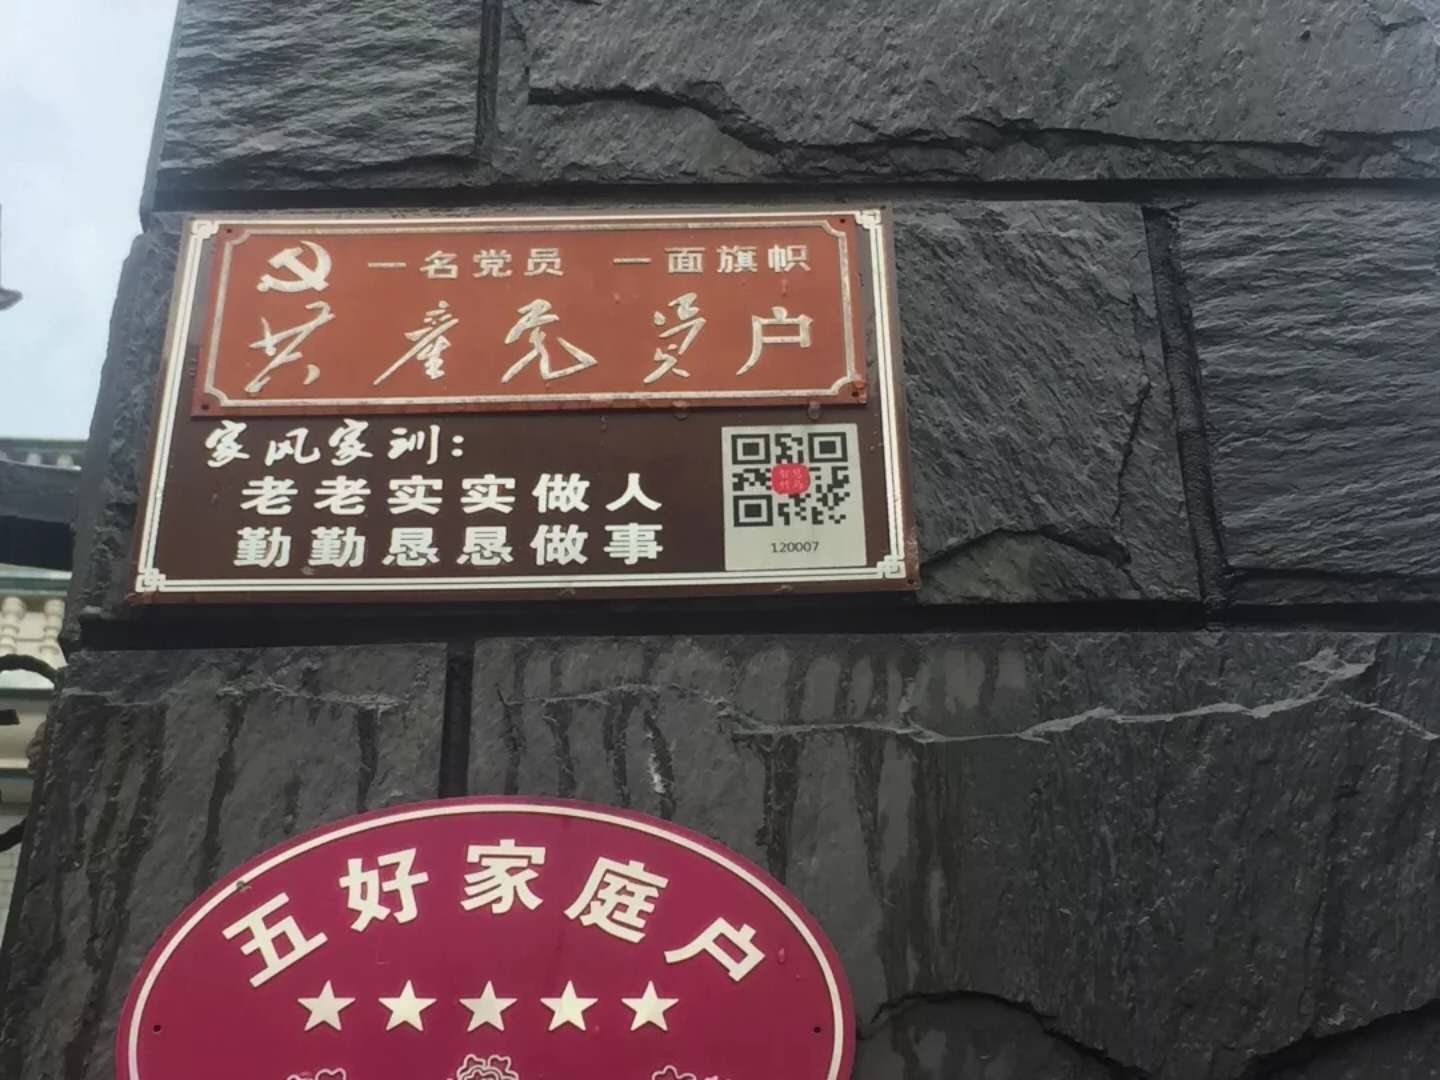 一名党员 一面旗帜
共产党员户
家风家训：
老老实实做人
勤勤恳恳做事
120007
五好家庭户